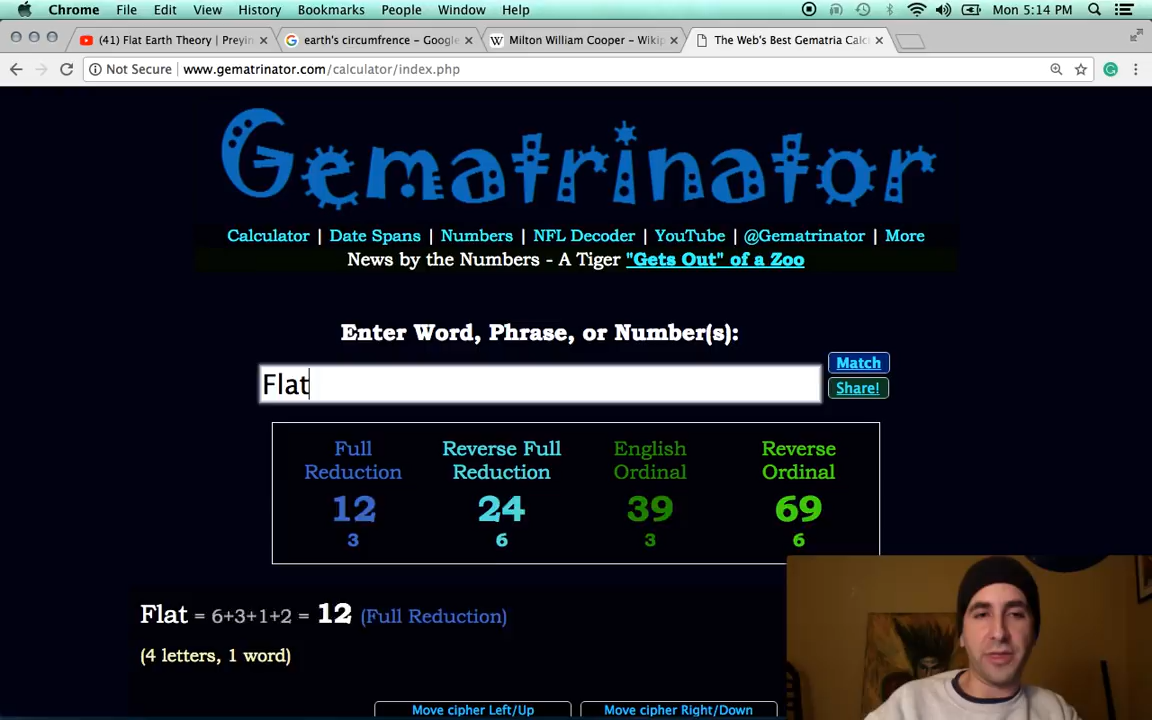 Chrome File Edit View History Bookmarks People Window Help Mon 5:14 PM
(41) Flat Earth Theory | Preyin
earth's circumfrence - Google
Milton William Cooper - Wikip
The Web's Best Gematria Calc
Not Secure | www.gematrinator.com/calculator/index.php
Gematrinator
Calculator | Date Spans | Numbers | NFL Decoder | YouTube | @Gematrinator | More
News by the Numbers - A Tiger "Gets Out" of a Zoo
Enter Word, Phrase, or Number(s):
Flat
Match
Share!
Full Reduction Reverse Full Reduction English Ordinal Reverse Ordinal
12 24 39 69
3 6 3 6
Flat = 6+3+1+2 = 12 (Full Reduction)
(4 letters, 1 word)
Move cipher Left/Up Move cipher Right/Down